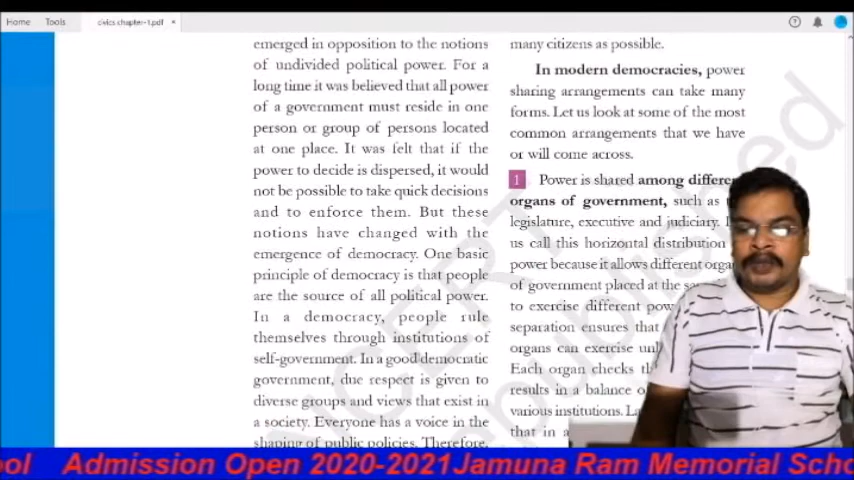 Home Tools civics chapter-1.pdf ×
emerged in opposition to the notions
of undivided political power. For a
long time it was believed that all power
of a government must reside in one
person or group of persons located
at one place. It was felt that if the
power to decide is dispersed, it would
not be possible to take quick decisions
and to enforce them. But these
notions have changed with the
emergence of democracy. One basic
principle of democracy is that people
are the source of all political power.
In a democracy, people rule
themselves through institutions of
self-government. In a good democratic
government, due respect is given to
diverse groups and views that exist in
a society. Everyone has a voice in the
shaping of public policies. Therefore,
many citizens as possible.
In modern democracies, power
sharing arrangements can take many
forms. Let us look at some of the most
common arrangements that we have
or will come across.
1 Power is shared among differe
organs of government, such as
legislature, executive and judiciary.
us call this horizontal distribution
power because it allows different orga
of government placed at the sa
to exercise different pow
separation ensures that
organs can exercise unl
Each organ checks th
results in a balance o
various institutions. La
that in a
ool Admission Open 2020-2021 Jamuna Ram Memorial Scho